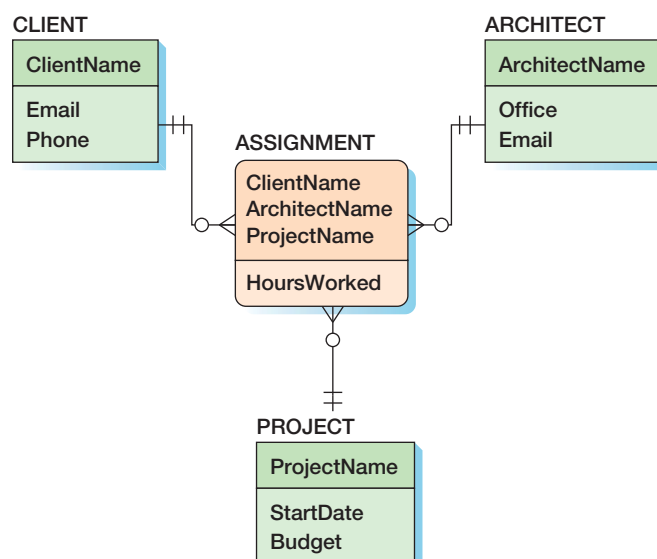 CLIENT
ClientName
Email
Phone
ARCHITECT
ArchitectName
Office
Email
ASSIGNMENT
ClientName
ArchitectName
ProjectName
HoursWorked
PROJECT
ProjectName
StartDate
Budget